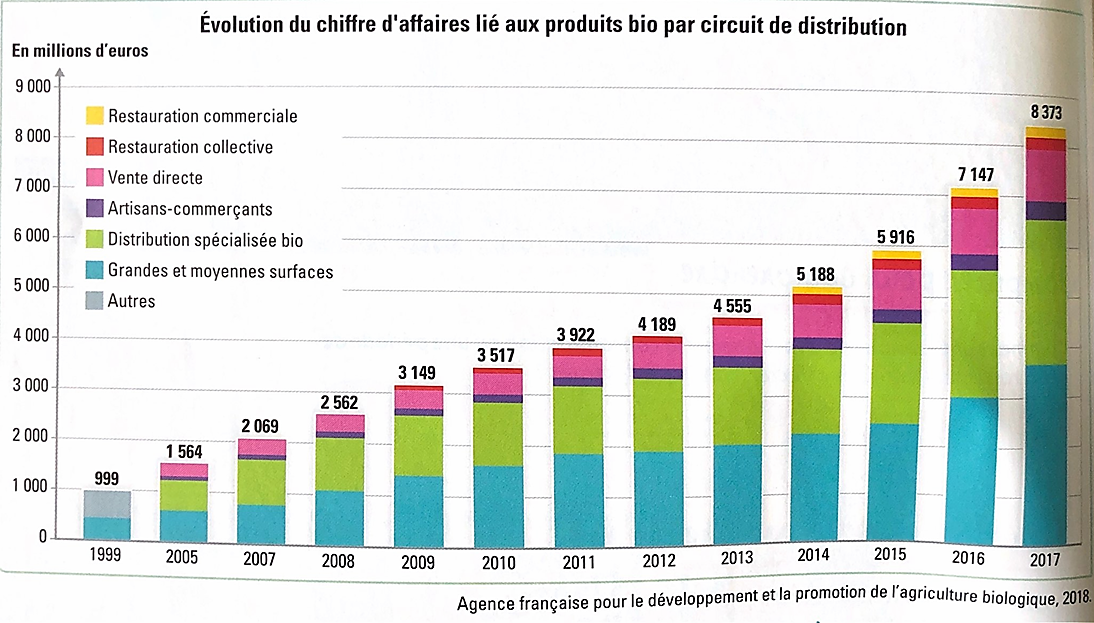 Évolution du chiffre d'affaires lié aux produits bio par circuit de distribution
En millions d'euros
9 000
8 000
7 000
6 000
5 000
4 000
3 000
2 000
1 000
0
Restauration commerciale
Restauration collective
Vente directe
Artisans-commerçants
Distribution spécialisée bio
Grandes et moyennes surfaces
Autres
999
1 564
2 069
2 562
3 149
3 517
3 922
4 189
4 555
5 188
5 916
7 147
8 373
1999 2005 2007 2008 2009 2010 2011 2012 2013 2014 2015 2016 2017
Agence française pour le développement et la promotion de l'agriculture biologique, 2018.